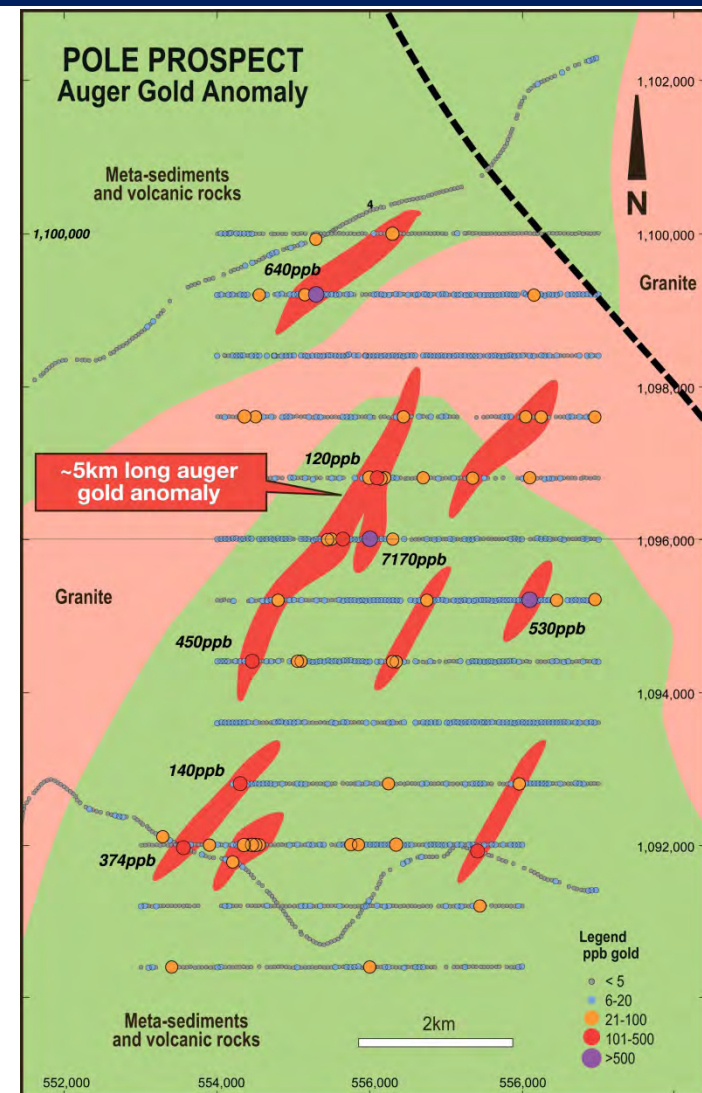 POLE PROSPECT
Auger Gold Anomaly
1,102,000
Meta-sediments
and volcanic rocks
N
4
1,100,000
1,100,000
640ppb
Granite
1,098,000
120ppb
~5km long auger
gold anomaly
1,096,000
7170ppb
Granite
530ppb
450ppb
1,094,000
140ppb
374ppb
1,092,000
Legend
ppb gold
< 5
6-20
21-100
101-500
>500
Meta-sediments
and volcanic rocks
2km
552,000
554,000
556,000
556,000